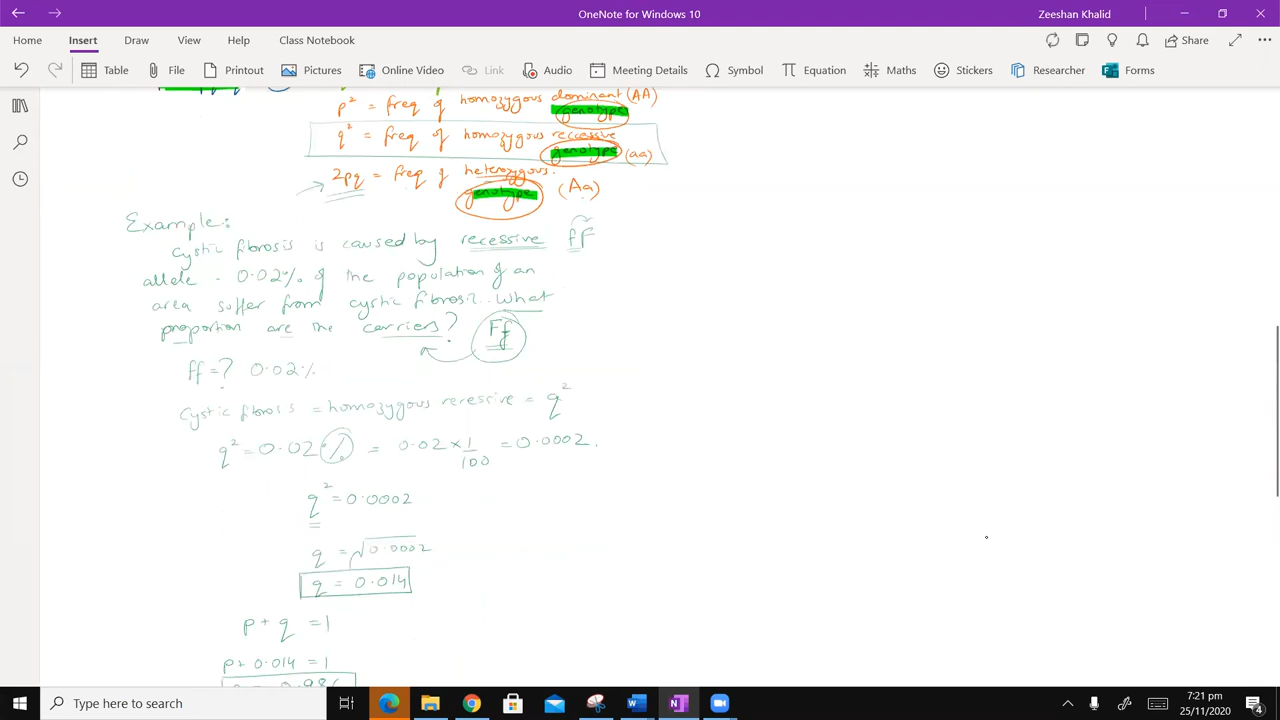 OneNote for Windows 10
Zeeshan Khalid
Home Insert Draw View Help Class Notebook Share
Table File Printout Pictures Online Video Link Audio Meeting Details Symbol Equation Maths Stickers Researcher Forms
p² = freq of homozygous dominant (AA)
genotype
q² = freq of homozygous reccessive
genotype (aa)
2pq = freq of heterozygous.
genotype (Aa)
Example:
Cystic fibrosis is caused by recessive fF
allele - 0.02% of the population of an
area suffer from cystic fibrosis. What
proportion are the carriers? Ff
ff = ? 0.02%
Cystic fibrosis = homozygous recessive = q²
q² = 0.02 % = 0.02 × 1/100 = 0.0002.
q² = 0.0002
q = √0.0002
q = 0.014
p + q = 1
p + 0.014 = 1
Type here to search
7:21 pm
25/11/2020